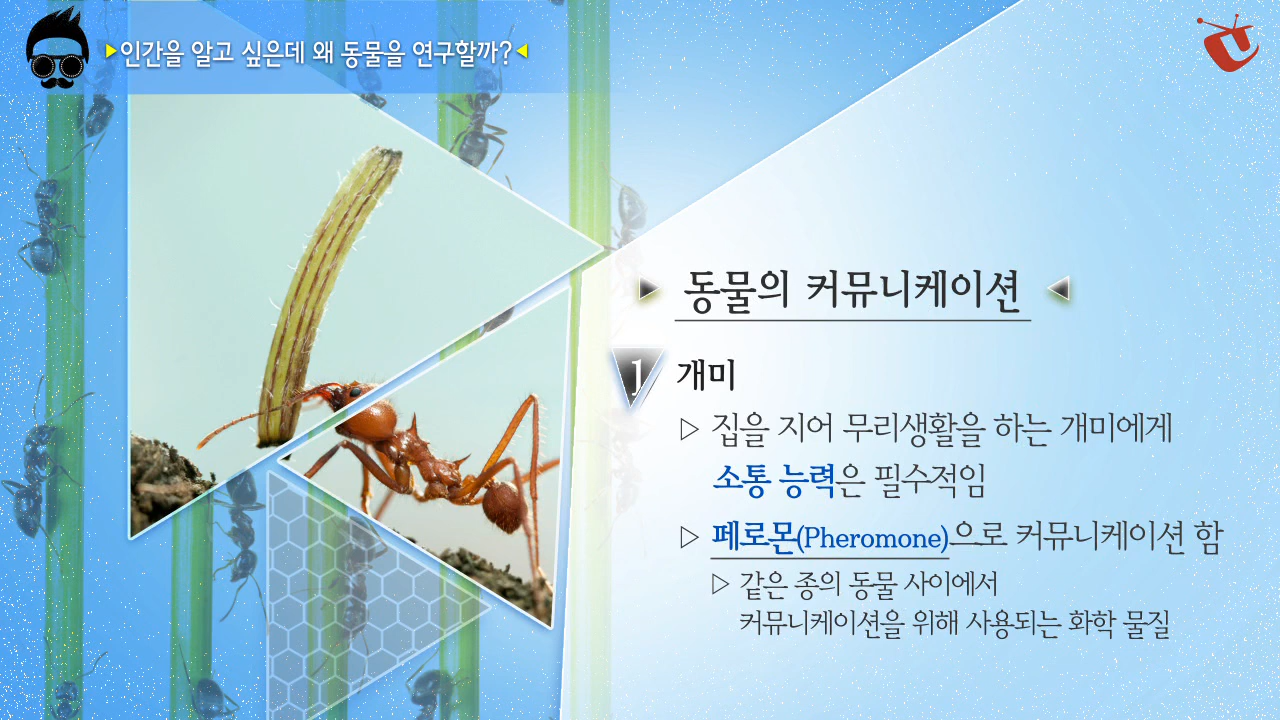 ▶인간을 알고 싶은데 왜 동물을 연구할까?◀
▶ 동물의 커뮤니케이션 ◀
1 개미
▷ 집을 지어 무리생활을 하는 개미에게
소통 능력은 필수적임
▷ 페로몬(Pheromone)으로 커뮤니케이션 함
▷ 같은 종의 동물 사이에서
커뮤니케이션을 위해 사용되는 화학 물질